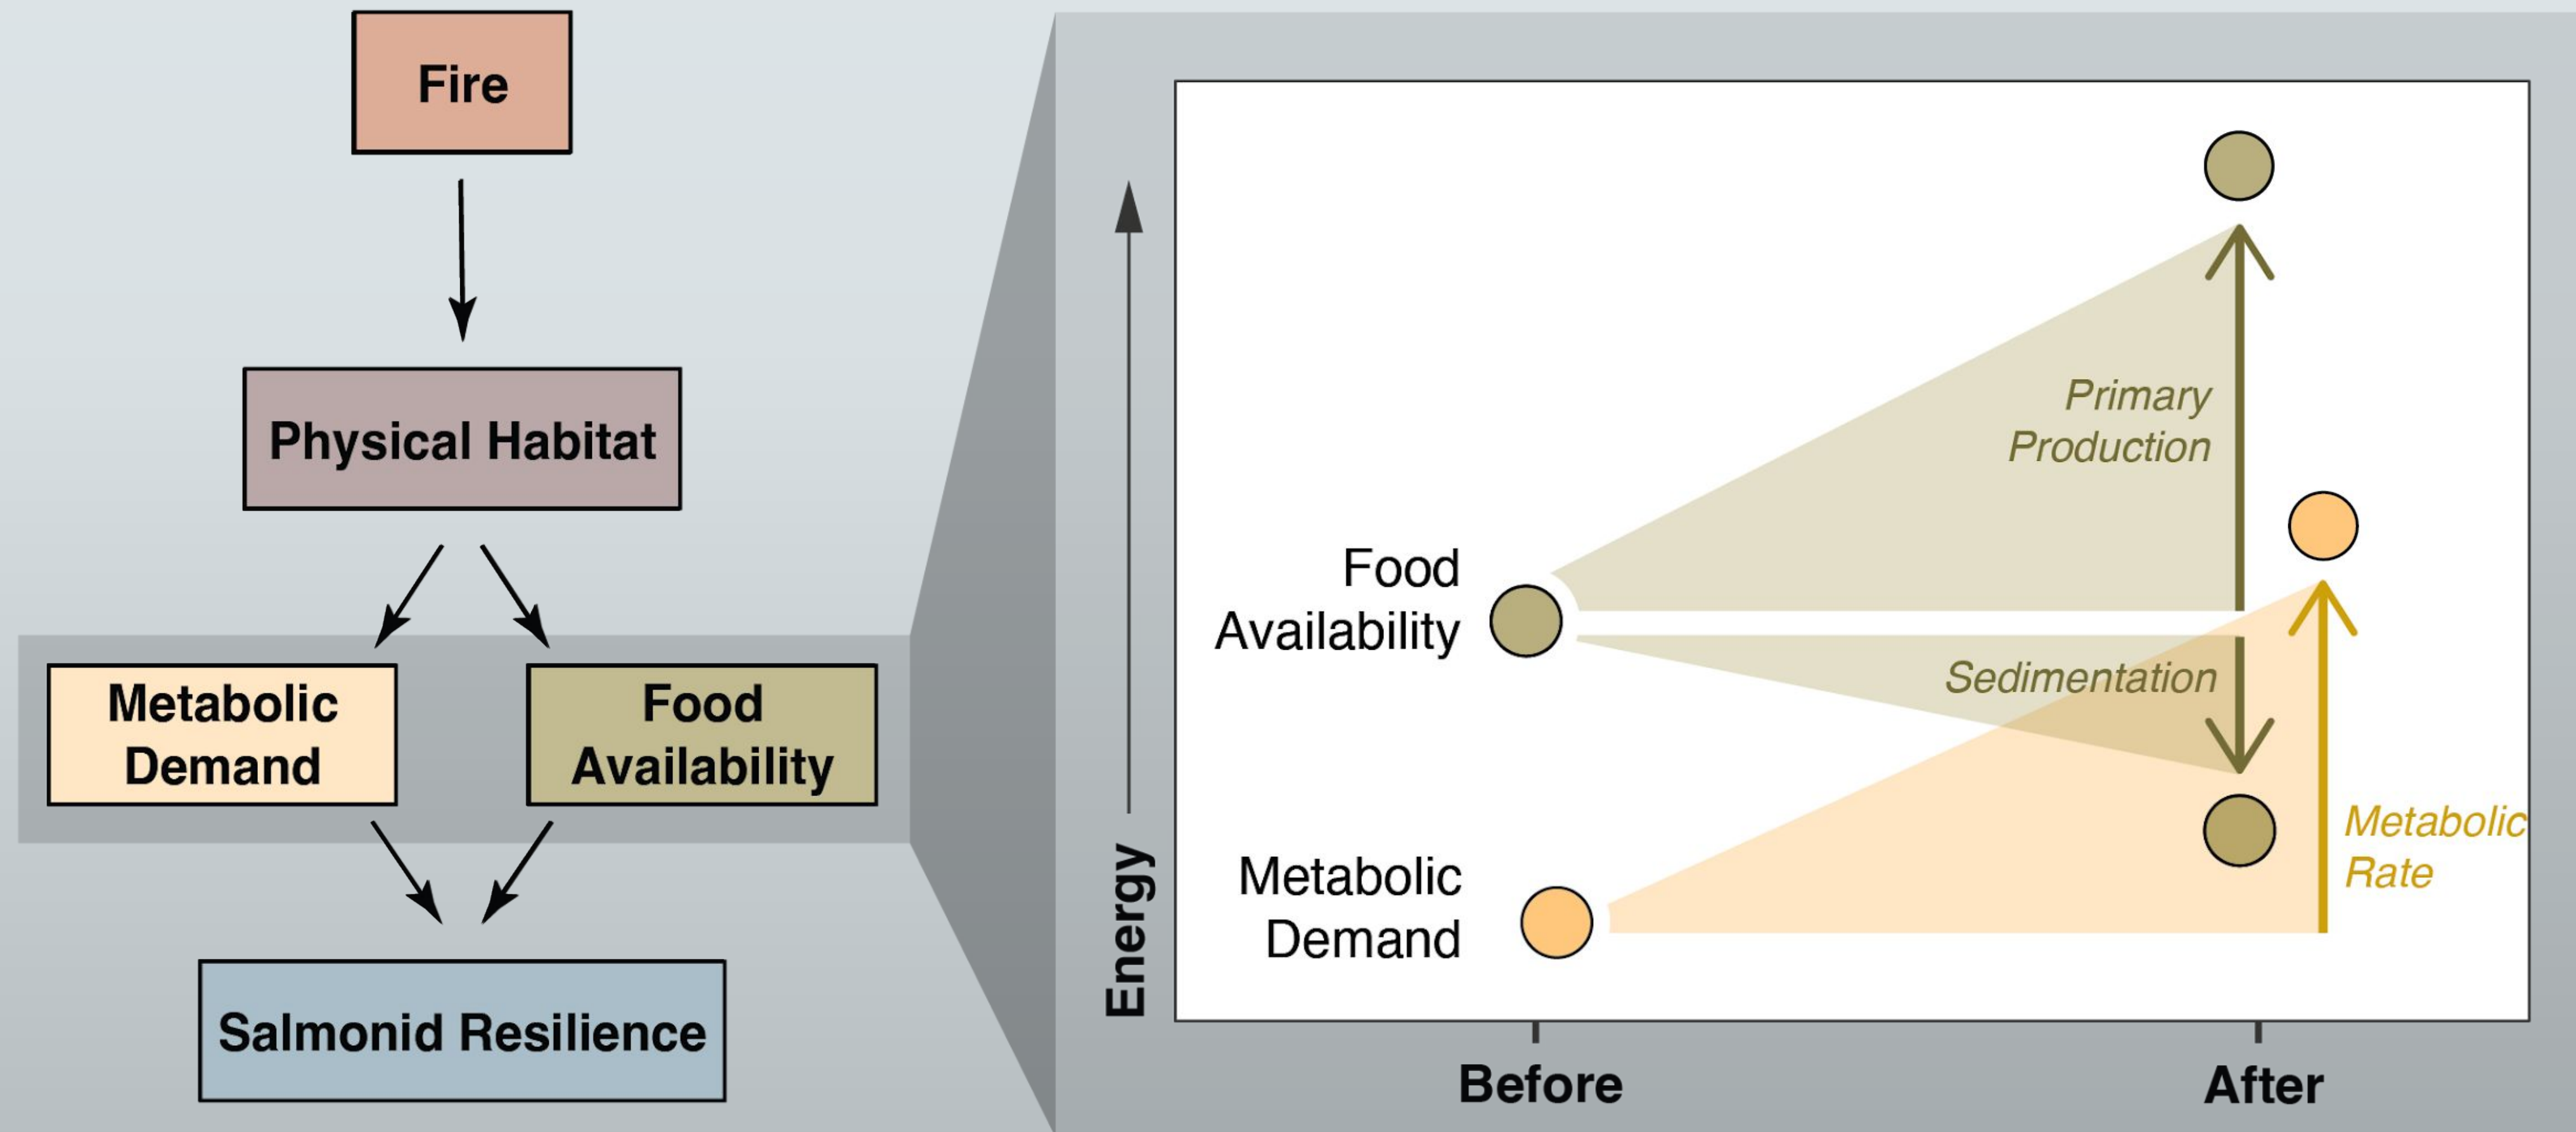 Fire
Physical Habitat
Metabolic
Demand
Food
Availability
Salmonid Resilience
Energy
Food
Availability
Metabolic
Demand
Primary
Production
Sedimentation
Metabolic
Rate
Before
After